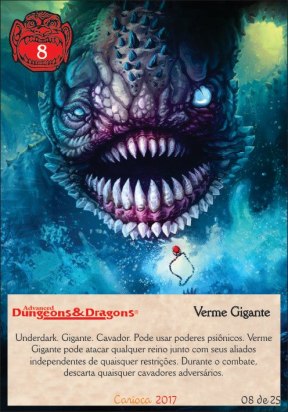 8
Advanced
Dungeons&Dragons®
Verme Gigante
Underdark. Gigante. Cavador. Pode usar poderes psiônicos. Verme
Gigante pode atacar qualquer reino junto com seus aliados
independentes de quaisquer restrições. Durante o combate,
descarta quaisquer cavadores adversários.
Carioca 2017
08 de 25